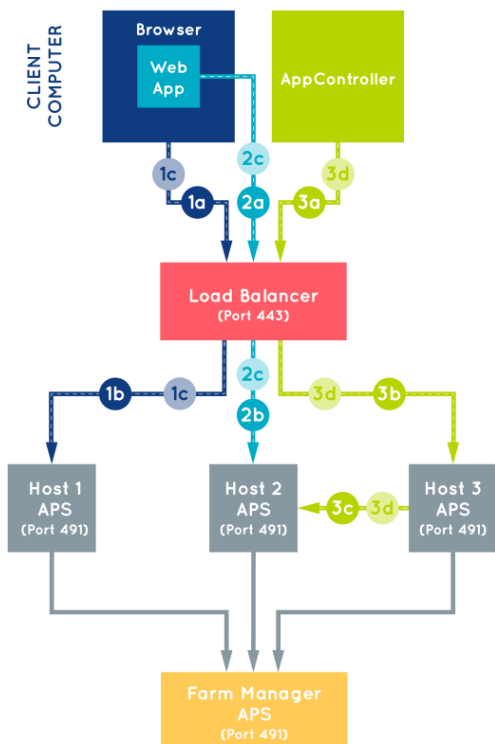 CLIENT
COMPUTER
Browser
Web
App
AppController
1c
2c
3d
1a
2a
3a
Load Balancer
(Port 443)
2c
1b
1c
3d
3b
2b
Host 1
APS
(Port 491)
Host 2
APS
(Port 491)
3c
3d
Host 3
APS
(Port 491)
Farm Manager
APS
(Port 491)